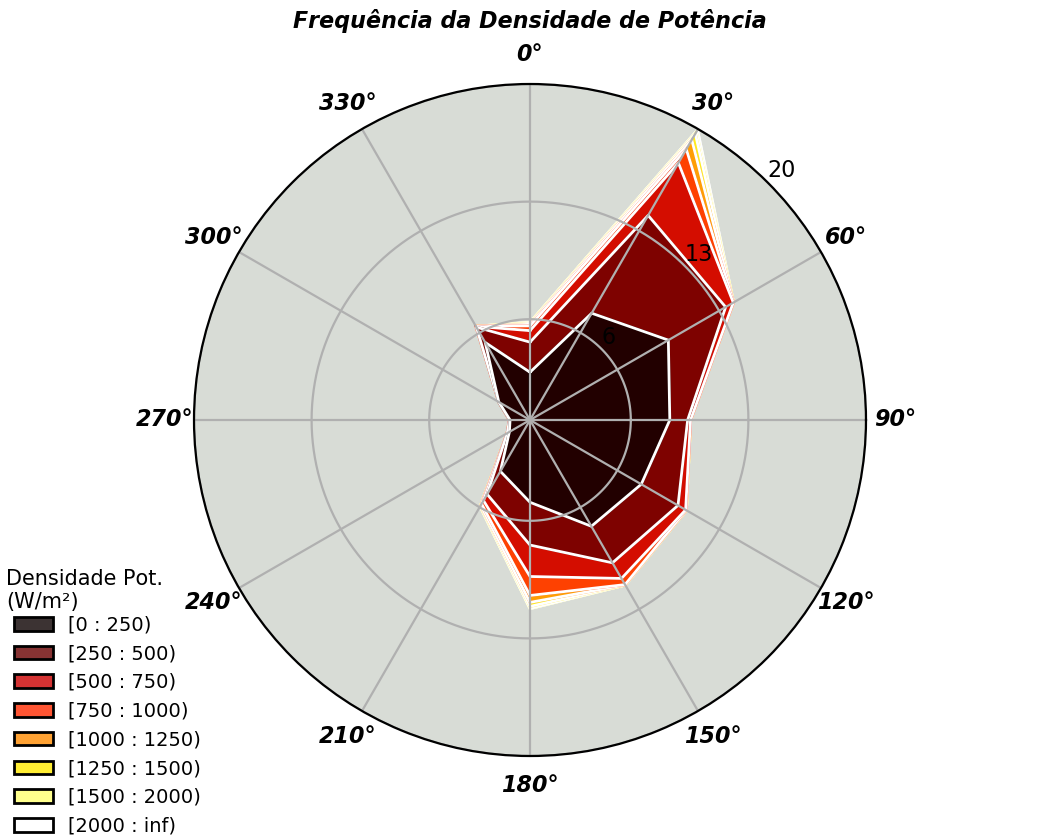 Frequência da Densidade de Potência
0°
330°
30°
20
300°
60°
13
6
270°
90°
Densidade Pot.
(W/m²)
240°
120°
[0 : 250)
[250 : 500)
[500 : 750)
[750 : 1000)
210°
150°
[1000 : 1250)
[1250 : 1500)
180°
[1500 : 2000)
[2000 : inf)